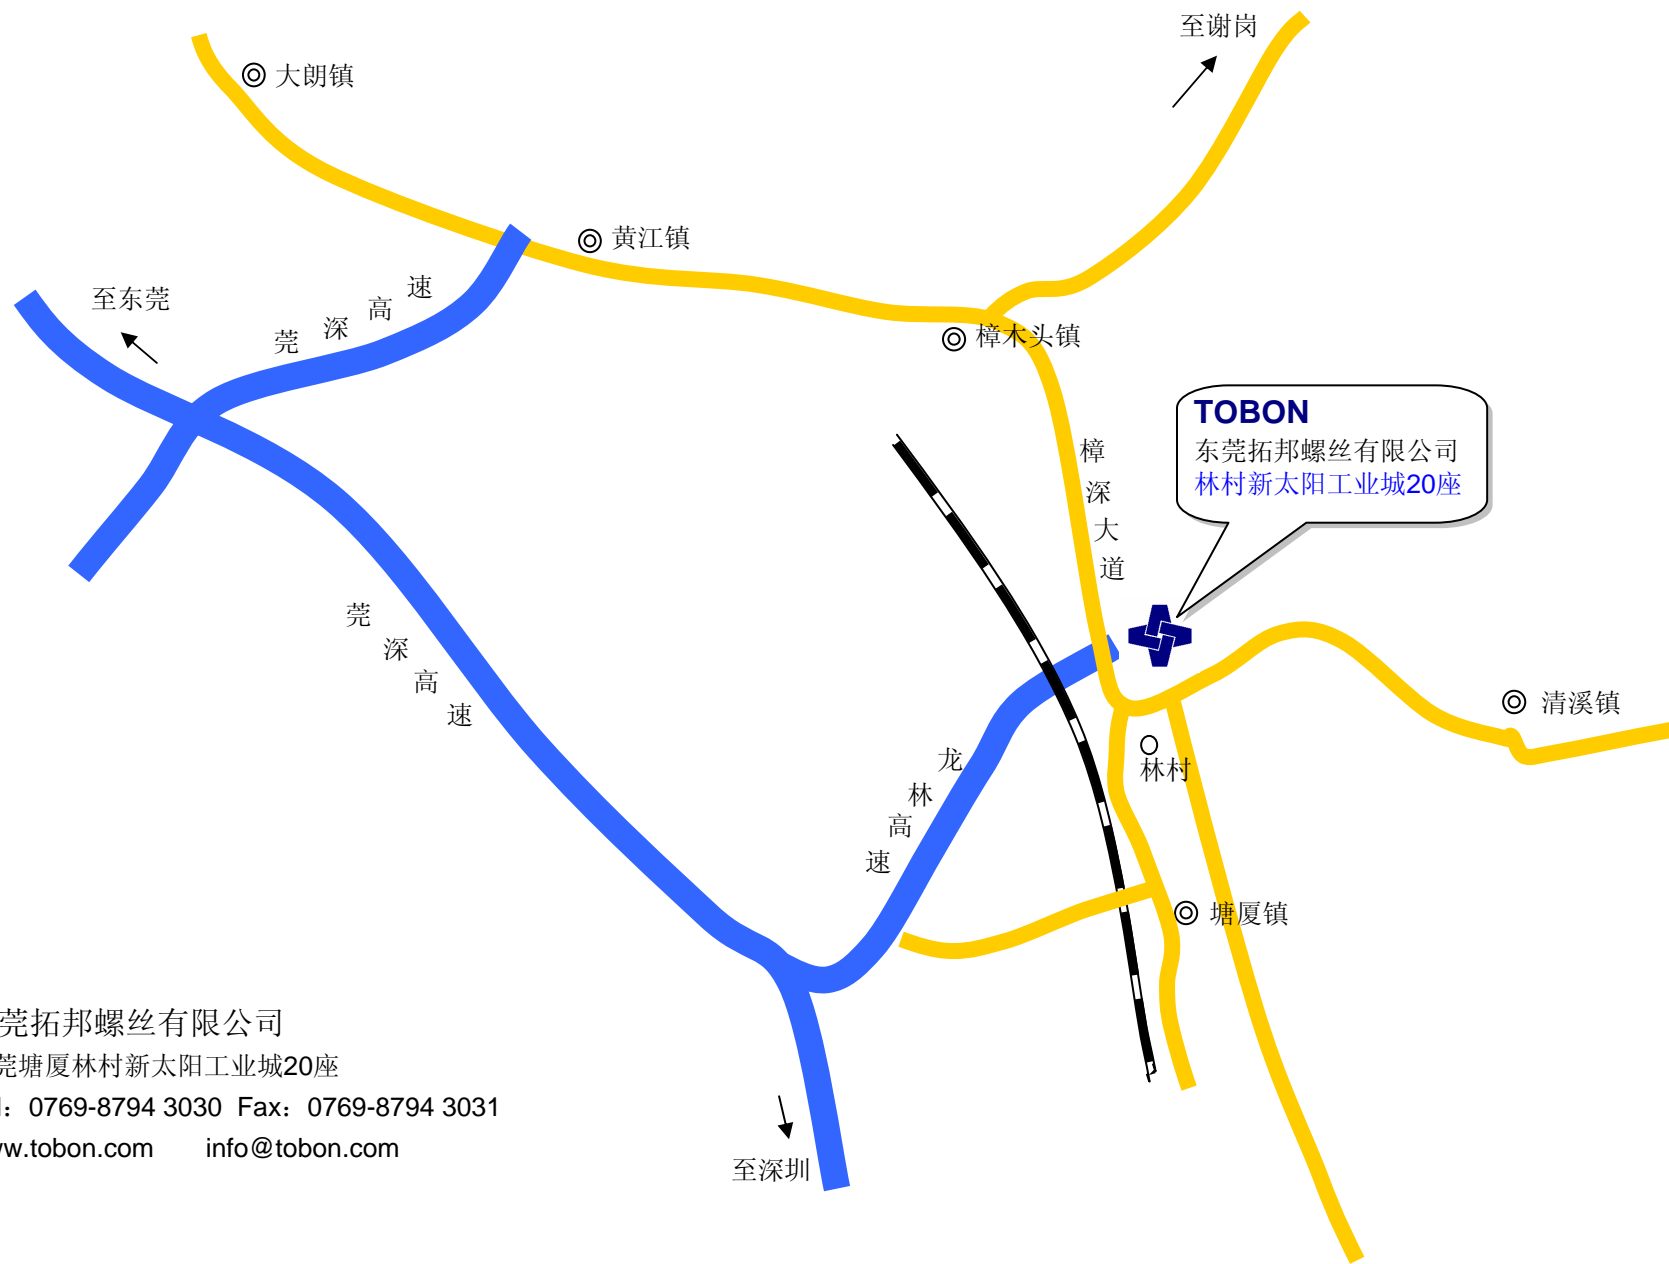 至谢岗
大朗镇
黄江镇
至东莞
莞深高速
樟木头镇
TOBON
东莞拓邦螺丝有限公司
林村新太阳工业城20座
樟深大道
莞深高速
清溪镇
林村
龙林高速
塘厦镇
莞拓邦螺丝有限公司
莞塘厦林村新太阳工业城20座
l：0769-8794 3030 Fax：0769-8794 3031
w.tobon.com info@tobon.com
至深圳